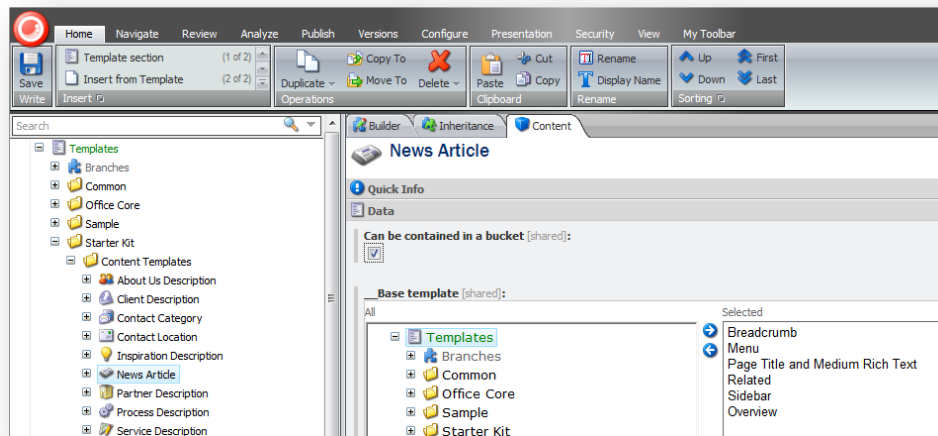 Home Navigate Review Analyze Publish Versions Configure Presentation Security View My Toolbar
Save
Write
Template section (1 of 2)
Insert from Template (2 of 2)
Insert
Duplicate
Copy To
Move To
Delete
Operations
Paste
Cut
Copy
Clipboard
Rename
Display Name
Rename
Up First
Down Last
Sorting
Search
Templates
Branches
Common
Office Core
Sample
Starter Kit
Content Templates
About Us Description
Client Description
Contact Category
Contact Location
Inspiration Description
News Article
Partner Description
Process Description
Service Description
Builder Inheritance Content
News Article
Quick Info
Data
Can be contained in a bucket [shared]:
__Base template [shared]:
All
Templates
Branches
Common
Office Core
Sample
Starter Kit
Selected
Breadcrumb
Menu
Page Title and Medium Rich Text
Related
Sidebar
Overview